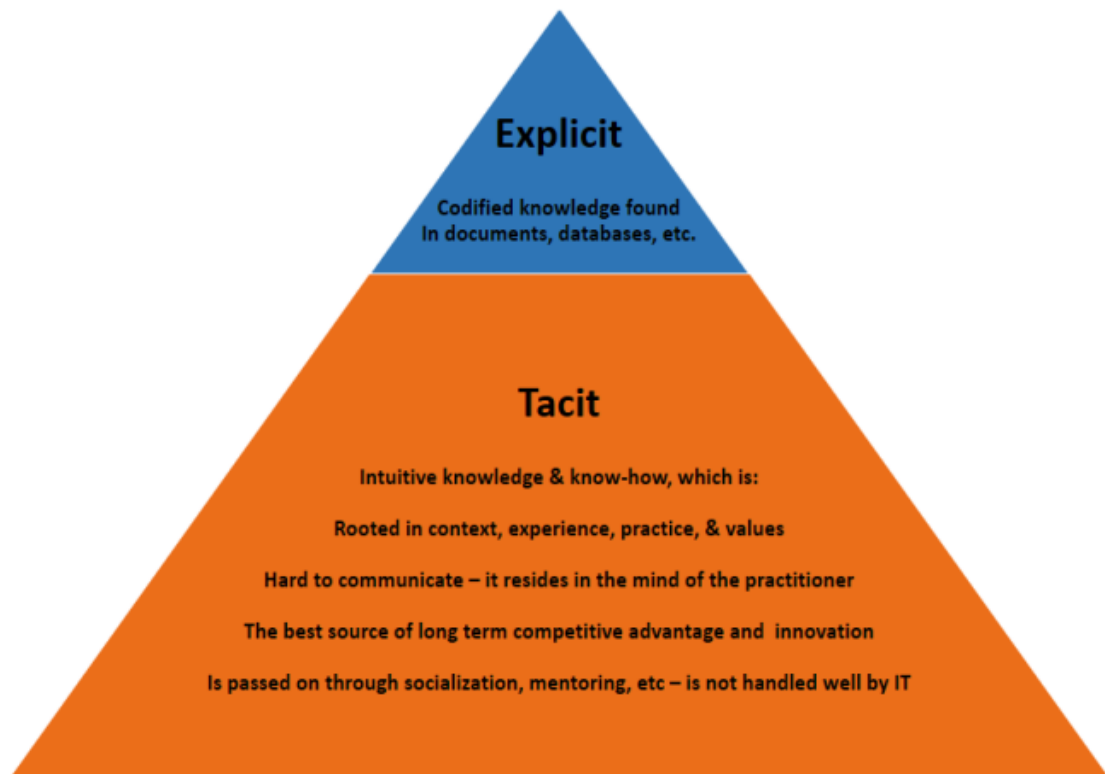 Explicit
Codified knowledge found
In documents, databases, etc.
Tacit
Intuitive knowledge & know-how, which is:
Rooted in context, experience, practice, & values
Hard to communicate – it resides in the mind of the practitioner
The best source of long term competitive advantage and  innovation
Is passed on through socialization, mentoring, etc – is not handled well by IT